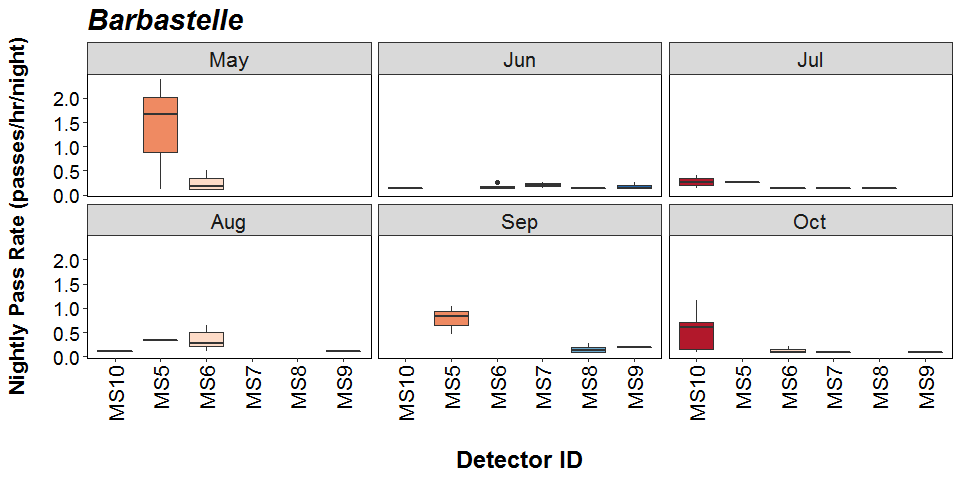 Barbastelle
Nightly Pass Rate (passes/hr/night)
May Jun Jul
2.0
1.5
1.0
0.5
0.0
Aug Sep Oct
2.0
1.5
1.0
0.5
0.0
MS10 MS5 MS6 MS7 MS8 MS9 MS10 MS5 MS6 MS7 MS8 MS9 MS10 MS5 MS6 MS7 MS8 MS9
Detector ID